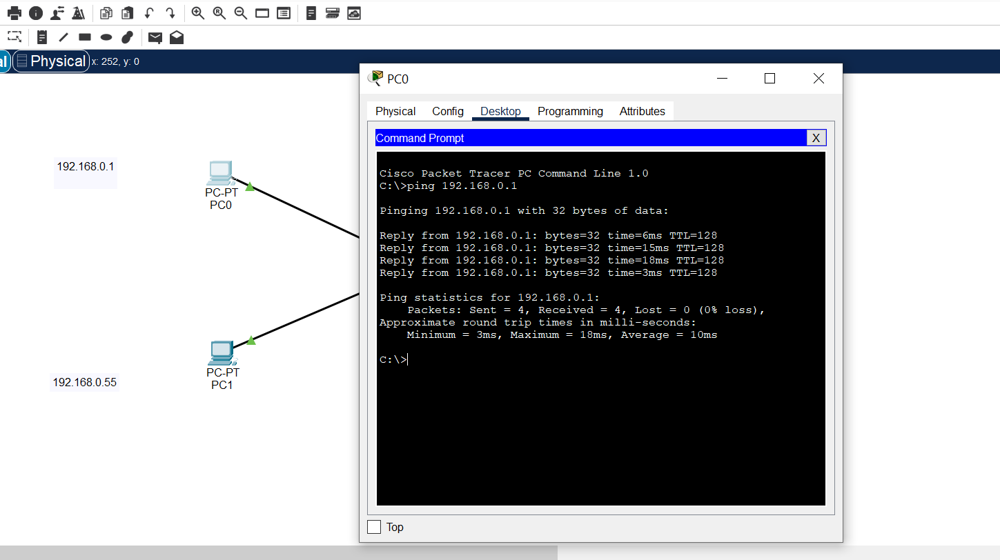 al
Physical
x: 252, y: 0
192.168.0.1
PC-PT
PC0
PC-PT
PC1
192.168.0.55
PC0
Physical
Config
Desktop
Programming
Attributes
Command Prompt
X
Cisco Packet Tracer PC Command Line 1.0
C:\>ping 192.168.0.1
Pinging 192.168.0.1 with 32 bytes of data:
Reply from 192.168.0.1: bytes=32 time=6ms TTL=128
Reply from 192.168.0.1: bytes=32 time=15ms TTL=128
Reply from 192.168.0.1: bytes=32 time=18ms TTL=128
Reply from 192.168.0.1: bytes=32 time=3ms TTL=128
Ping statistics for 192.168.0.1:
Packets: Sent = 4, Received = 4, Lost = 0 (0% loss),
Approximate round trip times in milli-seconds:
Minimum = 3ms, Maximum = 18ms, Average = 10ms
C:\>
Top